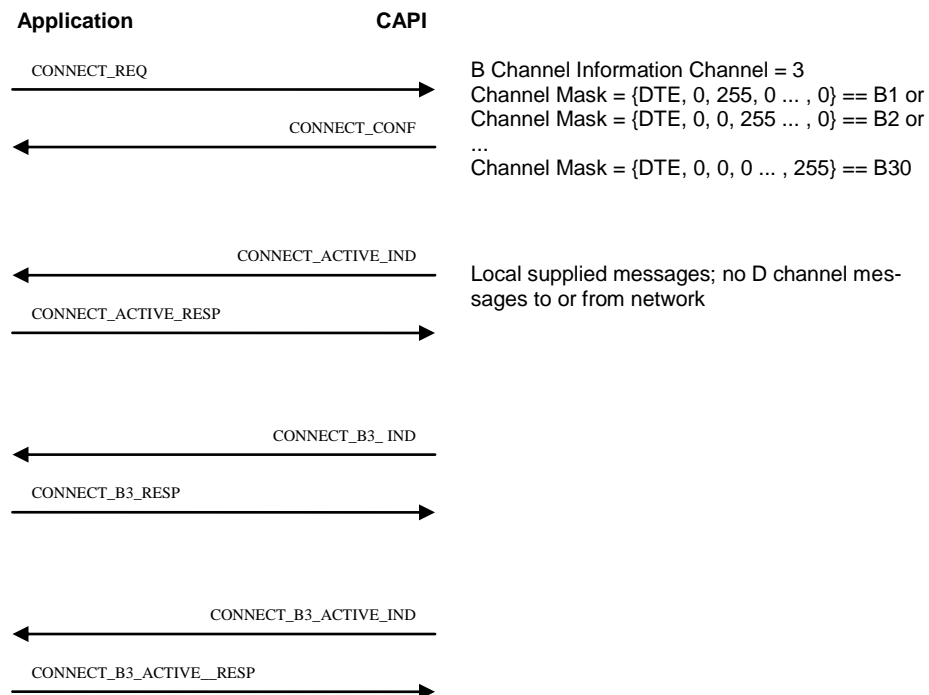 Application CAPI
CONNECT_REQ
B Channel Information Channel = 3
Channel Mask = {DTE, 0, 255, 0 ... , 0} == B1 or
CONNECT_CONF
Channel Mask = {DTE, 0, 0, 255 ... , 0} == B2 or
...
Channel Mask = {DTE, 0, 0, 0 ... , 255} == B30
CONNECT_ACTIVE_IND
Local supplied messages; no D channel mes-
sages to or from network
CONNECT_ACTIVE_RESP
CONNECT_B3_ IND
CONNECT_B3_RESP
CONNECT_B3_ACTIVE_IND
CONNECT_B3_ACTIVE__RESP